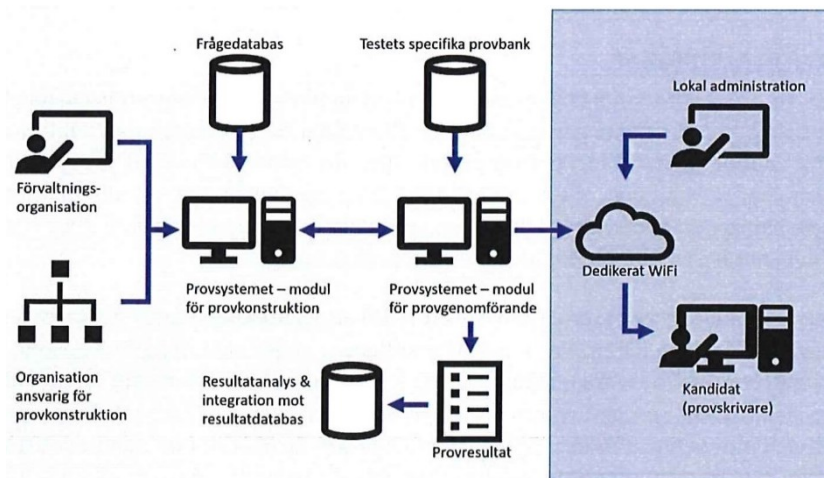 Frågedatabas
Testets specifika provbank
Lokal administration
Förvaltnings-
organisation
Dedikerat WiFi
Provsystemet – modul
för provkonstruktion
Provsystemet – modul
för provgenomförande
Organisation
ansvarig för
provkonstruktion
Resultatanalys &
integration mot
resultatdatabas
Provresultat
Kandidat
(provskrivare)